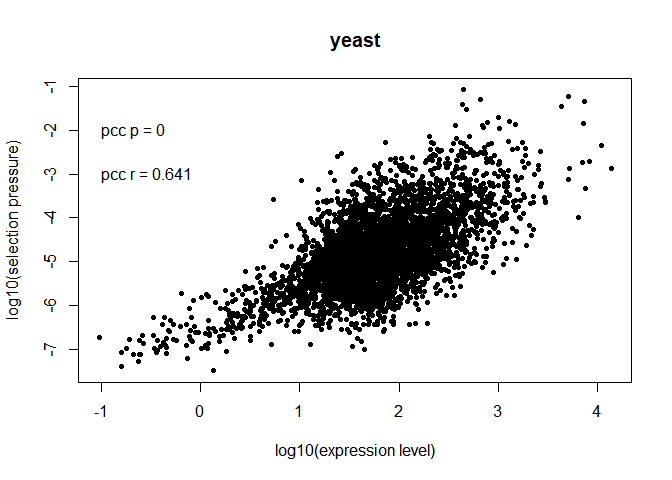 yeast
pcc p = 0
pcc r = 0.641
log10(selection pressure)
-1
-2
-3
-4
-5
-6
-7
-1 0 1 2 3 4
log10(expression level)